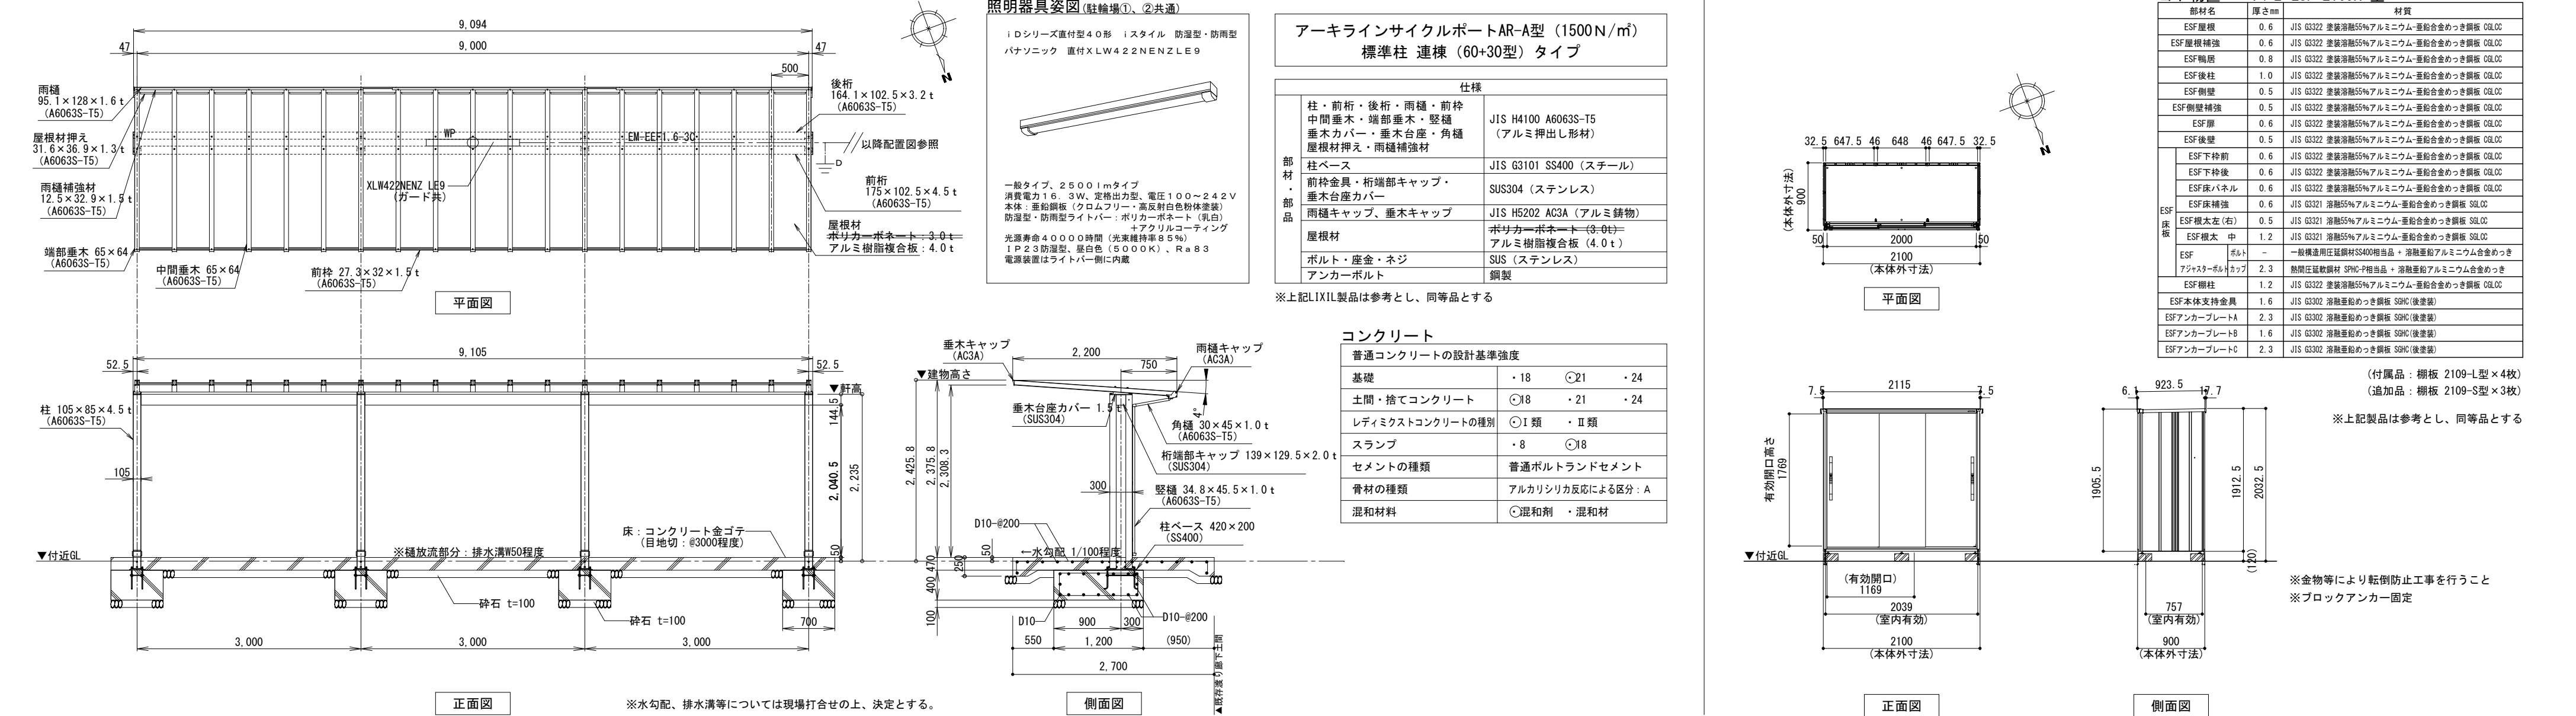 9,094
47
9,000
47
500
雨樋
95.1×128×1.6ｔ
（A6063S-T5）
屋根材押え
31.6×36.9×1.3ｔ
（A6063S-T5）
雨樋補強材
12.5×32.9×1.5ｔ
（A6063S-T5）
端部垂木 65×64
（A6063S-T5）
中間垂木 65×64
（A6063S-T5）
前枠 27.3×32×1.5ｔ
（A6063S-T5）
WP
EM-EEF1.6-3C
XLW422NENZ LE9
（ガード共）
後桁
164.1×102.5×3.2ｔ
（A6063S-T5）
以降配置図参照
D
前桁
175×102.5×4.5ｔ
（A6063S-T5）
屋根材
ポリカーボネート：3.0ｔ
アルミ樹脂複合板：4.0ｔ
N
平面図
9,105
52.5
52.5
▼軒高
柱 105×85×4.5ｔ
（A6063S-T5）
105
144.5
2,040.5
50
2,235
▼付近GL
※樋放流部分：排水溝W50程度
床：コンクリート金ゴテ
（目地切：@3000程度）
砕石 t=100
砕石 t=100
700
3,000
3,000
3,000
正面図
※水勾配、排水溝等については現場打合せの上、決定とする。
照明器具姿図(駐輪場①、②共通)
ｉＤシリーズ直付型４０形　ｉスタイル　防湿型・防雨型
パナソニック　直付ＸＬＷ４２２ＮＥＮＺＬＥ９
一般タイプ、２５００ｌｍタイプ
消費電力１６．３Ｗ、定格出力型、電圧１００～２４２Ｖ
本体：亜鉛鋼板（クロムフリー・高反射白色粉体塗装）
防湿型・防雨型ライトバー：ポリカーボネート（乳白）
＋アクリルコーティング
光源寿命４００００時間（光束維持率８５％）
ＩＰ２３防湿型、昼白色（５０００Ｋ）、Ｒａ８３
電源装置はライトバー側に内蔵
垂木キャップ
（AC3A）
2,200
雨樋キャップ
（AC3A）
750
▼建物高さ
垂木台座カバー 1.5ｔ
（SUS304）
4°
角樋 30×45×1.0ｔ
（A6063S-T5）
桁端部キャップ 139×129.5×2.0ｔ
（SUS304）
2,425.8
2,375.8
2,308.3
300
竪樋 34.8×45.5×1.0ｔ
（A6063S-T5）
柱ベース 420×200
（SS400）
D10-@200
50
←水勾配 1/100程度
470
250
400
100
D10
D10-@200
900
300
550
1,200
(950)
2,700
▲既存渡り廊下土間
側面図
アーキラインサイクルポートAR-A型（1500Ｎ/㎡）
標準柱 連棟（60+30型）タイプ
仕様
部材・部品
柱・前桁・後桁・雨樋・前枠
中間垂木・端部垂木・竪樋
垂木カバー・垂木台座・角樋
屋根材押え・雨樋補強材
JIS H4100 A6063S-T5
（アルミ押出し形材）
柱ベース　JIS G3101 SS400（スチール）
前枠金具・桁端部キャップ・
垂木台座カバー
SUS304（ステンレス）
雨樋キャップ、垂木キャップ　JIS H5202 AC3A（アルミ鋳物）
屋根材
ポリカーボネート（3.0t）
アルミ樹脂複合板（4.0ｔ）
ボルト・座金・ネジ　SUS（ステンレス）
アンカーボルト　鋼製
※上記LIXIL製品は参考とし、同等品とする
コンクリート
普通コンクリートの設計基準強度
基礎　・18　⊙21　・24
土間・捨てコンクリート　⊙18　・21　・24
レディミクストコンクリートの種別　⊙Ⅰ類　・Ⅱ類
スランプ　・8　⊙18
セメントの種類　普通ポルトランドセメント
骨材の種類　アルカリシリカ反応による区分：Ａ
混和材料　⊙混和剤　・混和材
N
32.5 647.5 46 648 46 647.5 32.5
900
（本体外寸法）
50 2000 50
2100
（本体外寸法）
平面図
7.5 2115 7.5
有効開口高さ
1769
▼付近GL
（有効開口）
1169
2039
（室内有効）
2100
（本体外寸法）
正面図
6.1 923.5 17.7
1905.5
1912.5
2032.5
(120)
757
（室内有効）
900
（本体外寸法）
側面図
部材名　厚さmm　材質
ESF屋根　0.6　JIS G3322 塗装溶融55%アルミニウム-亜鉛合金めっき鋼板 CGLCC
ESF屋根補強　0.6　JIS G3322 塗装溶融55%アルミニウム-亜鉛合金めっき鋼板 CGLCC
ESF鴨居　0.8　JIS G3322 塗装溶融55%アルミニウム-亜鉛合金めっき鋼板 CGLCC
ESF後柱　1.0　JIS G3322 塗装溶融55%アルミニウム-亜鉛合金めっき鋼板 CGLCC
ESF側壁　0.5　JIS G3322 塗装溶融55%アルミニウム-亜鉛合金めっき鋼板 CGLCC
ESF側壁補強　0.5　JIS G3322 塗装溶融55%アルミニウム-亜鉛合金めっき鋼板 CGLCC
ESF扉　0.6　JIS G3322 塗装溶融55%アルミニウム-亜鉛合金めっき鋼板 CGLCC
ESF後壁　0.5　JIS G3322 塗装溶融55%アルミニウム-亜鉛合金めっき鋼板 CGLCC
ESF床板
ESF下枠前　0.6　JIS G3322 塗装溶融55%アルミニウム-亜鉛合金めっき鋼板 CGLCC
ESF下枠後　0.6　JIS G3322 塗装溶融55%アルミニウム-亜鉛合金めっき鋼板 CGLCC
ESF床パネル　0.6　JIS G3322 塗装溶融55%アルミニウム-亜鉛合金めっき鋼板 CGLCC
ESF床補強　0.6　JIS G3321 溶融55%アルミニウム-亜鉛合金めっき鋼板 SGLCC
ESF根太左(右)　0.5　JIS G3321 溶融55%アルミニウム-亜鉛合金めっき鋼板 SGLCC
ESF根太 中　1.2　JIS G3321 溶融55%アルミニウム-亜鉛合金めっき鋼板 SGLCC
ESF アジャスターボルト
ボルト　-　一般構造用圧延鋼材SS400相当品 + 溶融亜鉛アルミニウム合金めっき
カップ　2.3　熱間圧延軟鋼材 SPHC-P相当品 + 溶融亜鉛アルミニウム合金めっき
ESF棚柱　1.2　JIS G3322 塗装溶融55%アルミニウム-亜鉛合金めっき鋼板 CGLCC
ESF本体支持金具　1.6　JIS G3302 溶融亜鉛めっき鋼板 SGHC(後塗装)
ESFアンカープレートA　2.3　JIS G3302 溶融亜鉛めっき鋼板 SGHC(後塗装)
ESFアンカープレートB　1.6　JIS G3302 溶融亜鉛めっき鋼板 SGHC(後塗装)
ESFアンカープレートC　2.3　JIS G3302 溶融亜鉛めっき鋼板 SGHC(後塗装)
（付属品：棚板 2109-L型×4枚）
（追加品：棚板 2109-S型×3枚）
※上記製品は参考とし、同等品とする
※金物等により転倒防止工事を行うこと
※ブロックアンカー固定